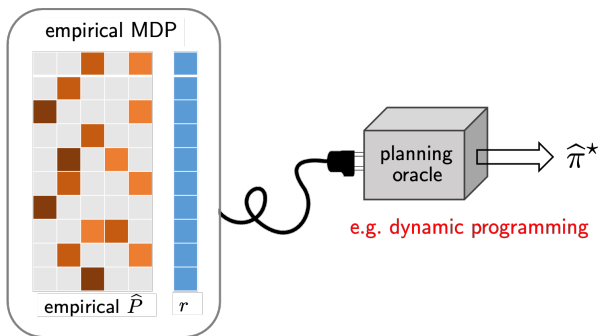 empirical MDP
planning
oracle
π̂⋆
e.g. dynamic programming
empirical P̂
r